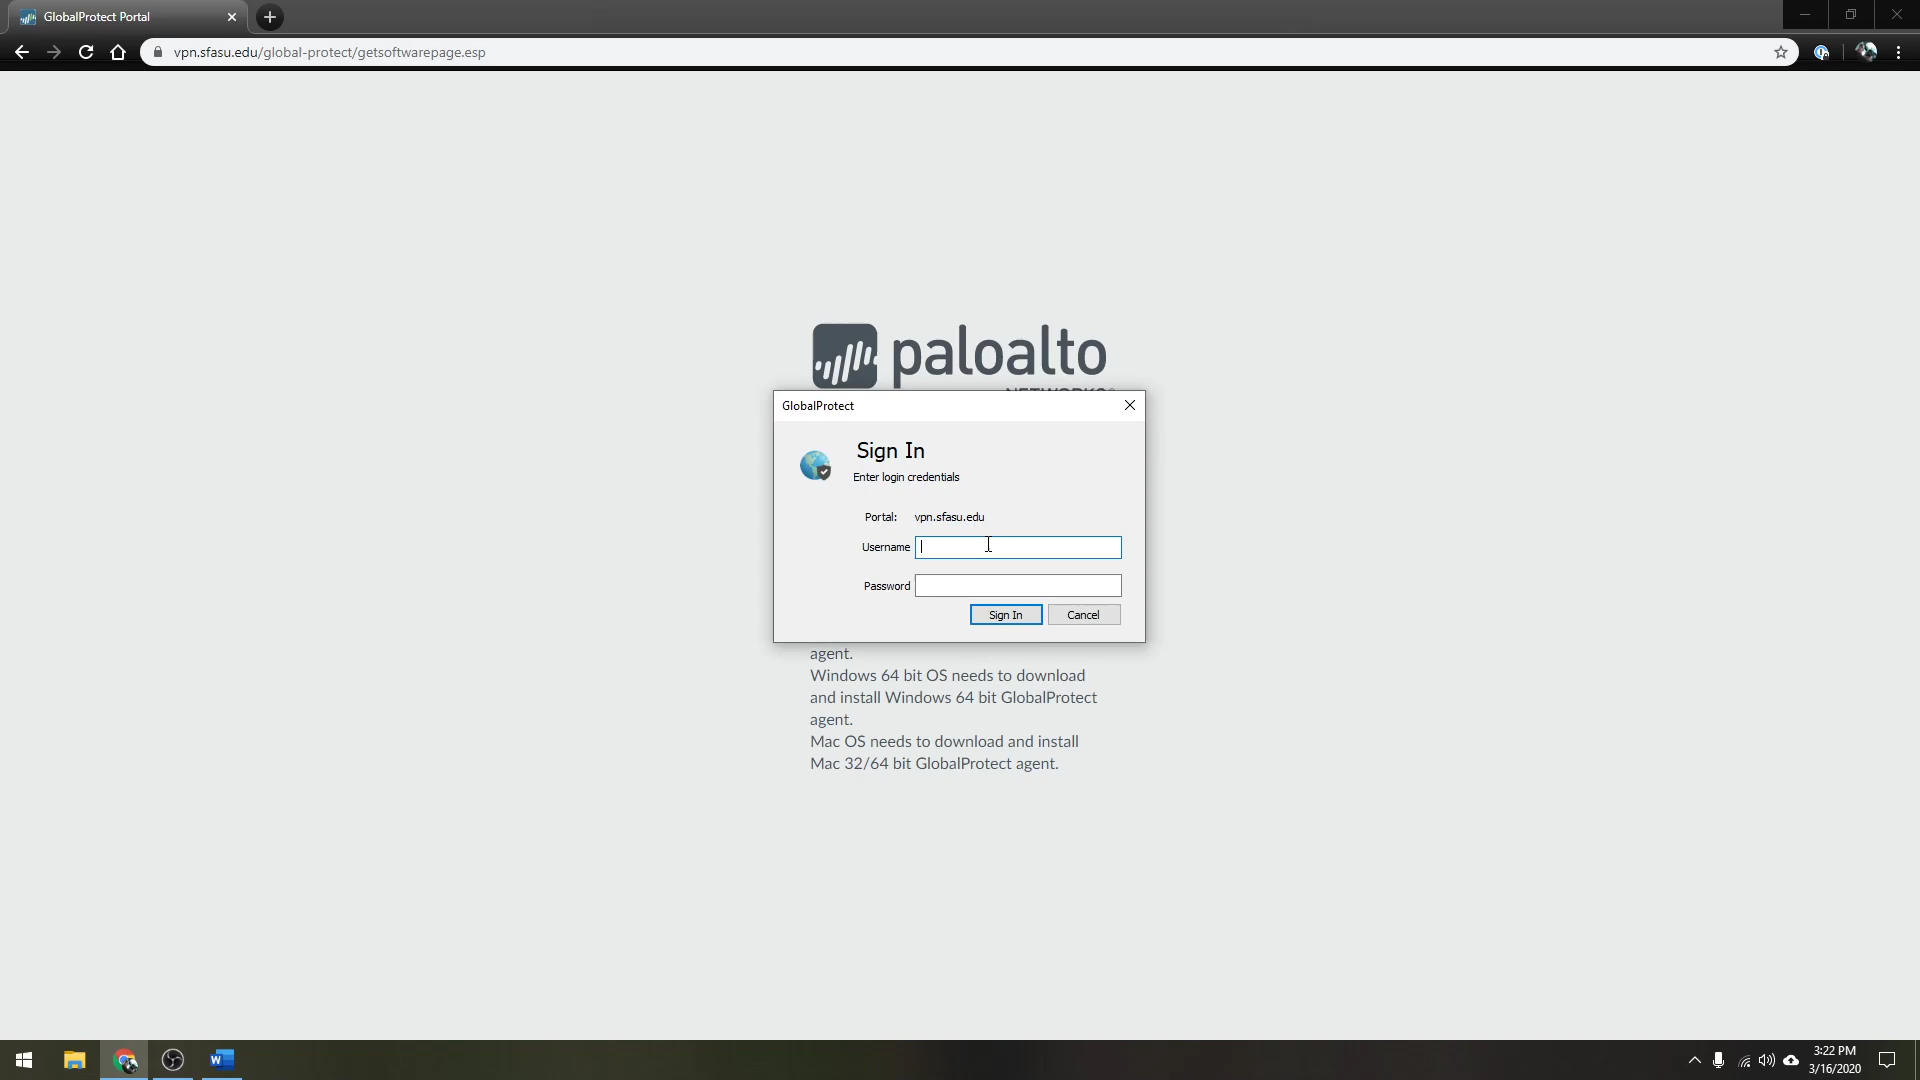 GlobalProtect Portal
vpn.sfasu.edu/global-protect/getsoftwarepage.esp
paloalto
GlobalProtect
Sign In
Enter login credentials
Portal: vpn.sfasu.edu
Username
Password
Sign In Cancel
agent.
Windows 64 bit OS needs to download
and install Windows 64 bit GlobalProtect
agent.
Mac OS needs to download and install
Mac 32/64 bit GlobalProtect agent.
3:22 PM
3/16/2020